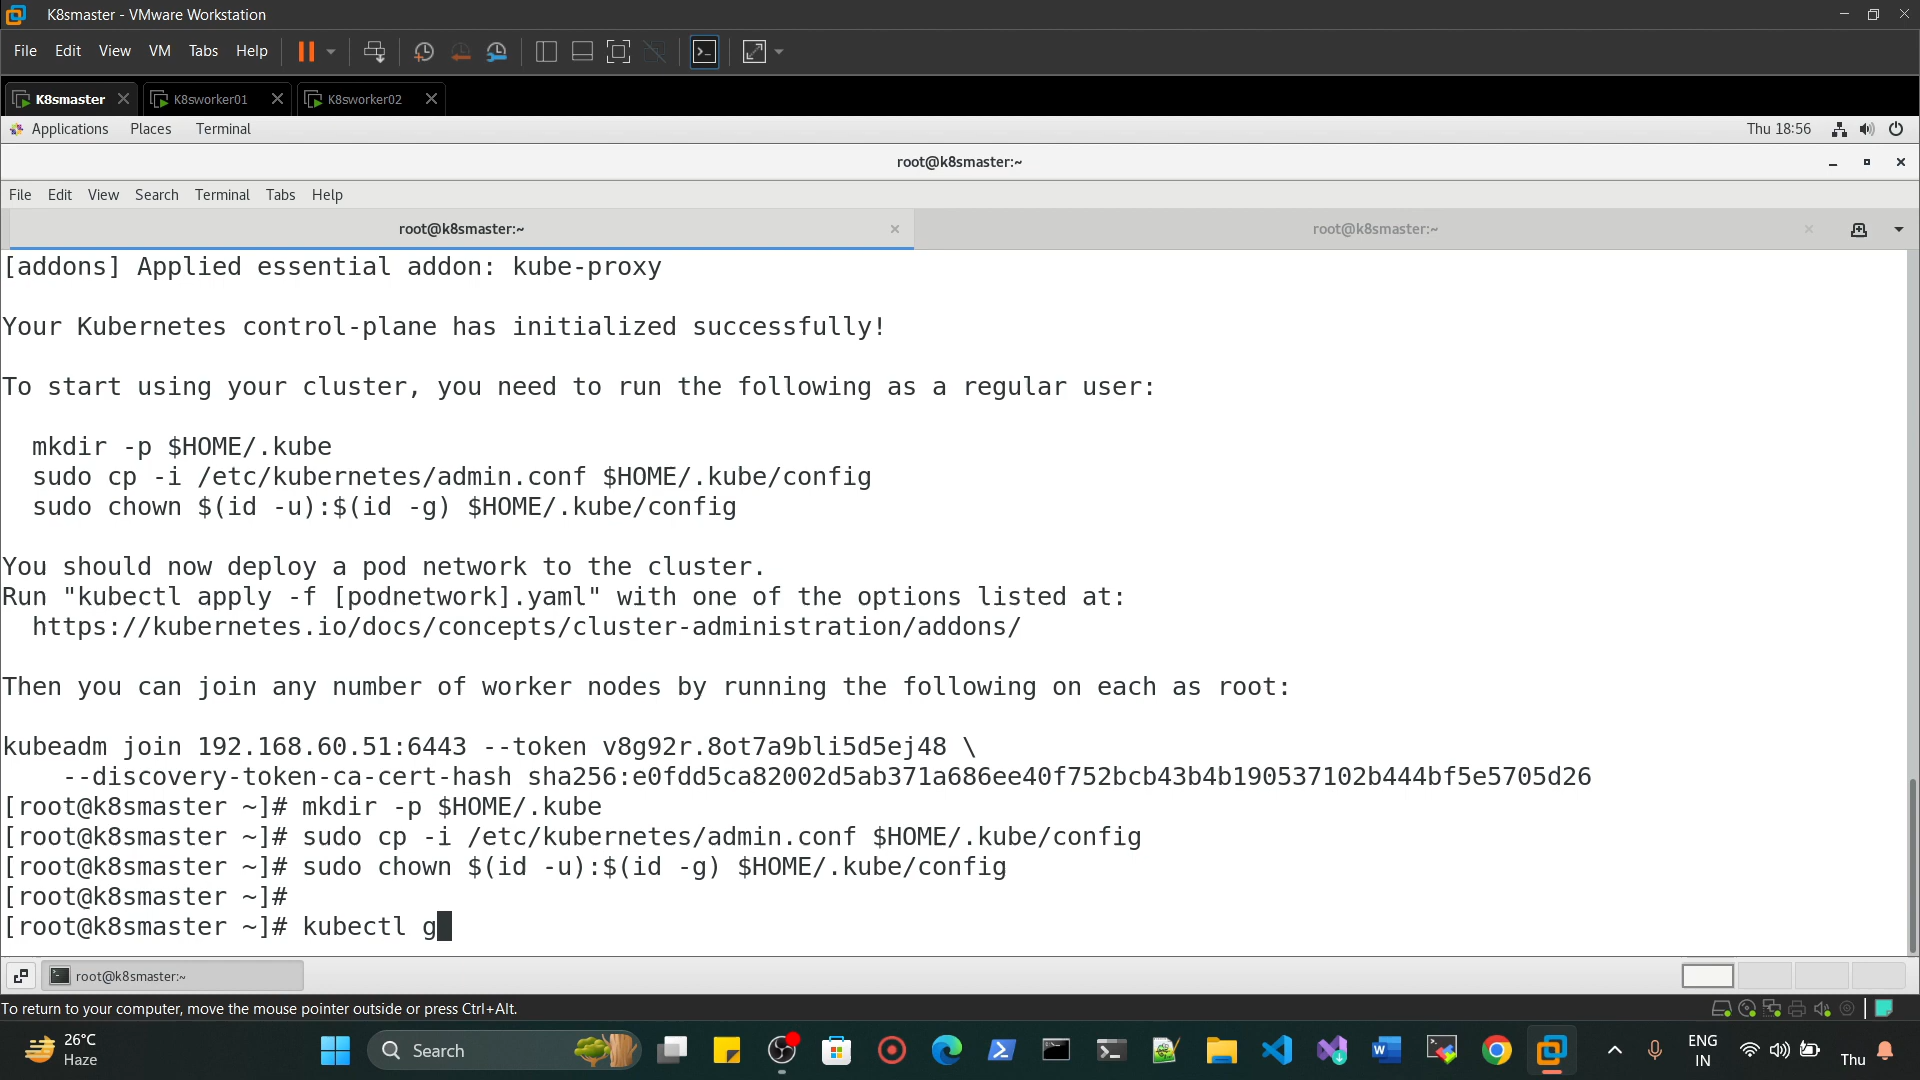 K8smaster - VMware Workstation
File Edit View VM Tabs Help
K8smaster K8sworker01 K8sworker02
Applications Places Terminal Thu 18:56
root@k8smaster:~
File Edit View Search Terminal Tabs Help
root@k8smaster:~ root@k8smaster:~
[addons] Applied essential addon: kube-proxy
Your Kubernetes control-plane has initialized successfully!
To start using your cluster, you need to run the following as a regular user:
mkdir -p $HOME/.kube
sudo cp -i /etc/kubernetes/admin.conf $HOME/.kube/config
sudo chown $(id -u):$(id -g) $HOME/.kube/config
You should now deploy a pod network to the cluster.
Run "kubectl apply -f [podnetwork].yaml" with one of the options listed at:
https://kubernetes.io/docs/concepts/cluster-administration/addons/
Then you can join any number of worker nodes by running the following on each as root:
kubeadm join 192.168.60.51:6443 --token v8g92r.8ot7a9bli5d5ej48 \
--discovery-token-ca-cert-hash sha256:e0fdd5ca82002d5ab371a686ee40f752bcb43b4b190537102b444bf5e5705d26
[root@k8smaster ~]# mkdir -p $HOME/.kube
[root@k8smaster ~]# sudo cp -i /etc/kubernetes/admin.conf $HOME/.kube/config
[root@k8smaster ~]# sudo chown $(id -u):$(id -g) $HOME/.kube/config
[root@k8smaster ~]#
[root@k8smaster ~]# kubectl g
root@k8smaster:~
To return to your computer, move the mouse pointer outside or press Ctrl+Alt.
26°C
Haze
Search
ENG
IN
Thu